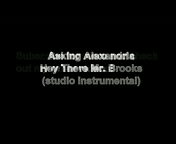 Asking Alexandria
Hey There Mr. Brooks
(studio instrumental)